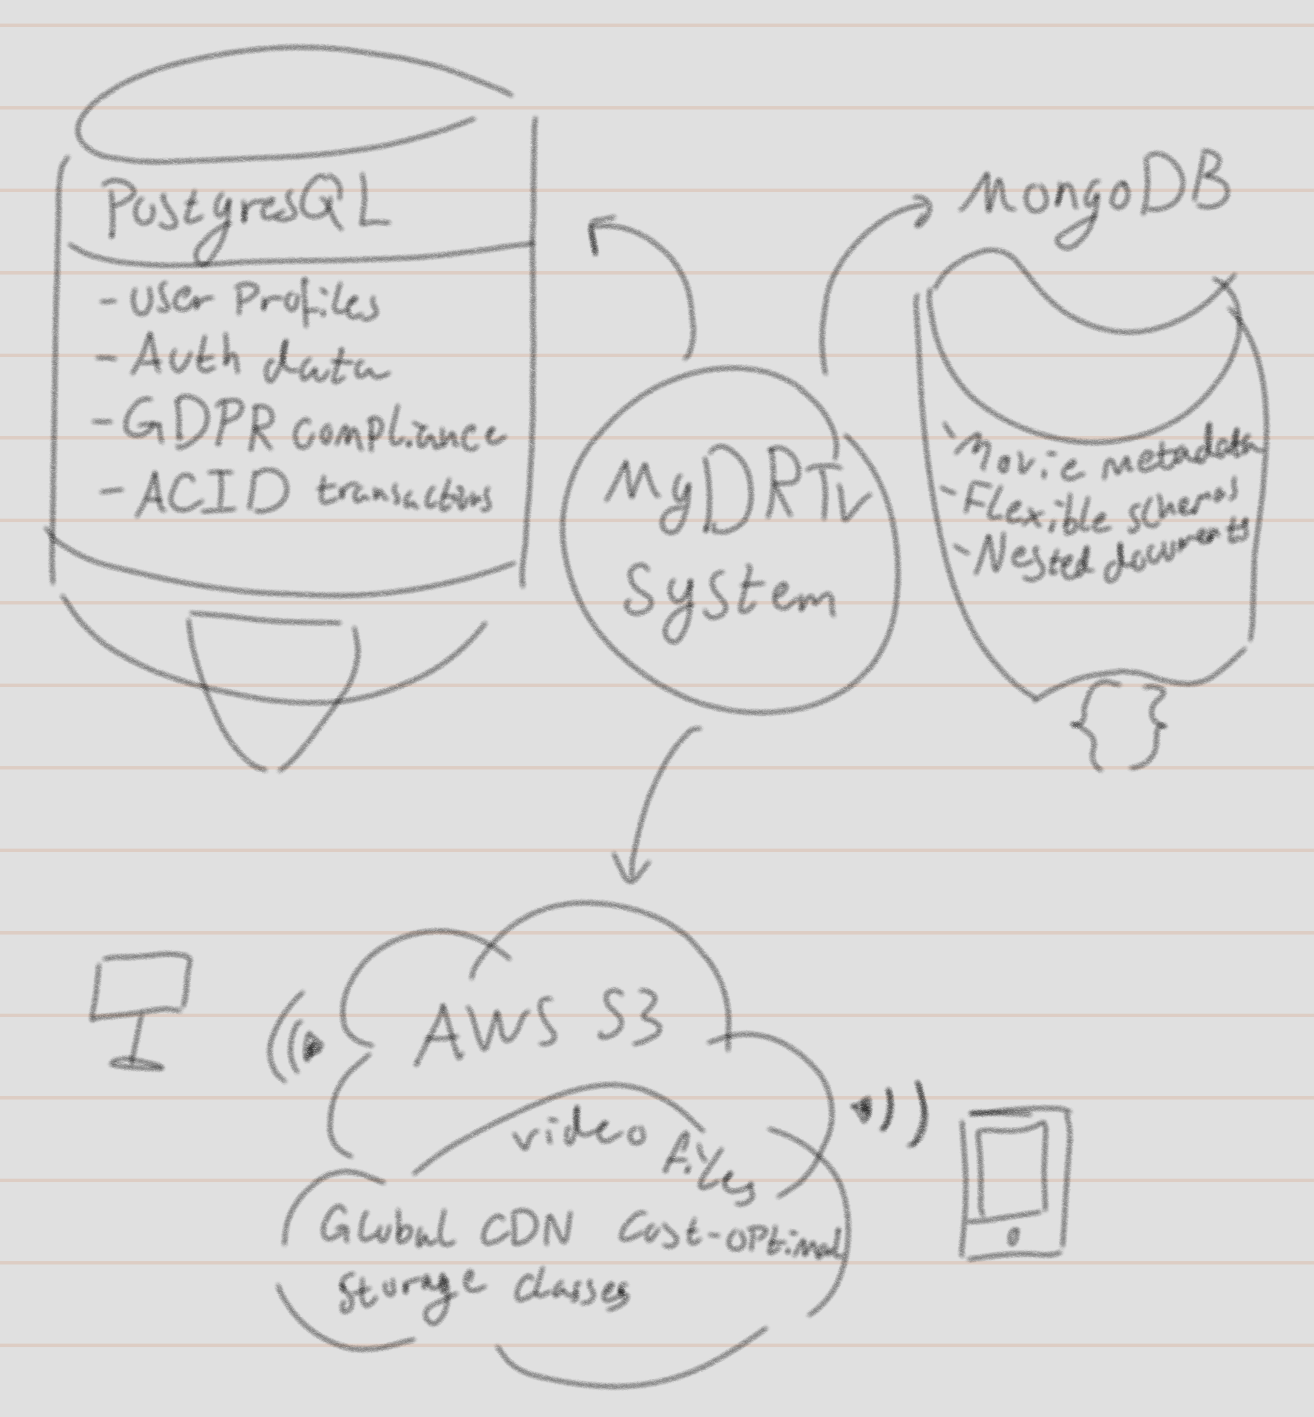 PostgresQL
- User Profiles
- Auth data
- GDPR compliance
- ACID transactions
MongoDB
- Movie metadata
- Flexible schemas
- Nested documents
{ }
MyDRTV
System
AWS S3
video files
Global CDN Cost-optimal
storage classes